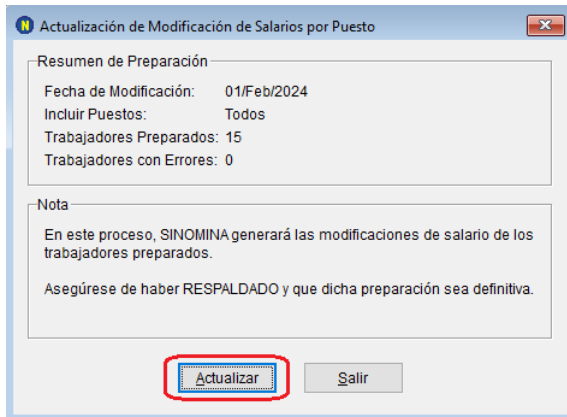 N Actualización de Modificación de Salarios por Puesto
Resumen de Preparación
Fecha de Modificación: 01/Feb/2024
Incluir Puestos: Todos
Trabajadores Preparados: 15
Trabajadores con Errores: 0
Nota
En este proceso, SINOMINA generará las modificaciones de salario de los
trabajadores preparados.
Asegúrese de haber RESPALDADO y que dicha preparación sea definitiva.
Actualizar Salir